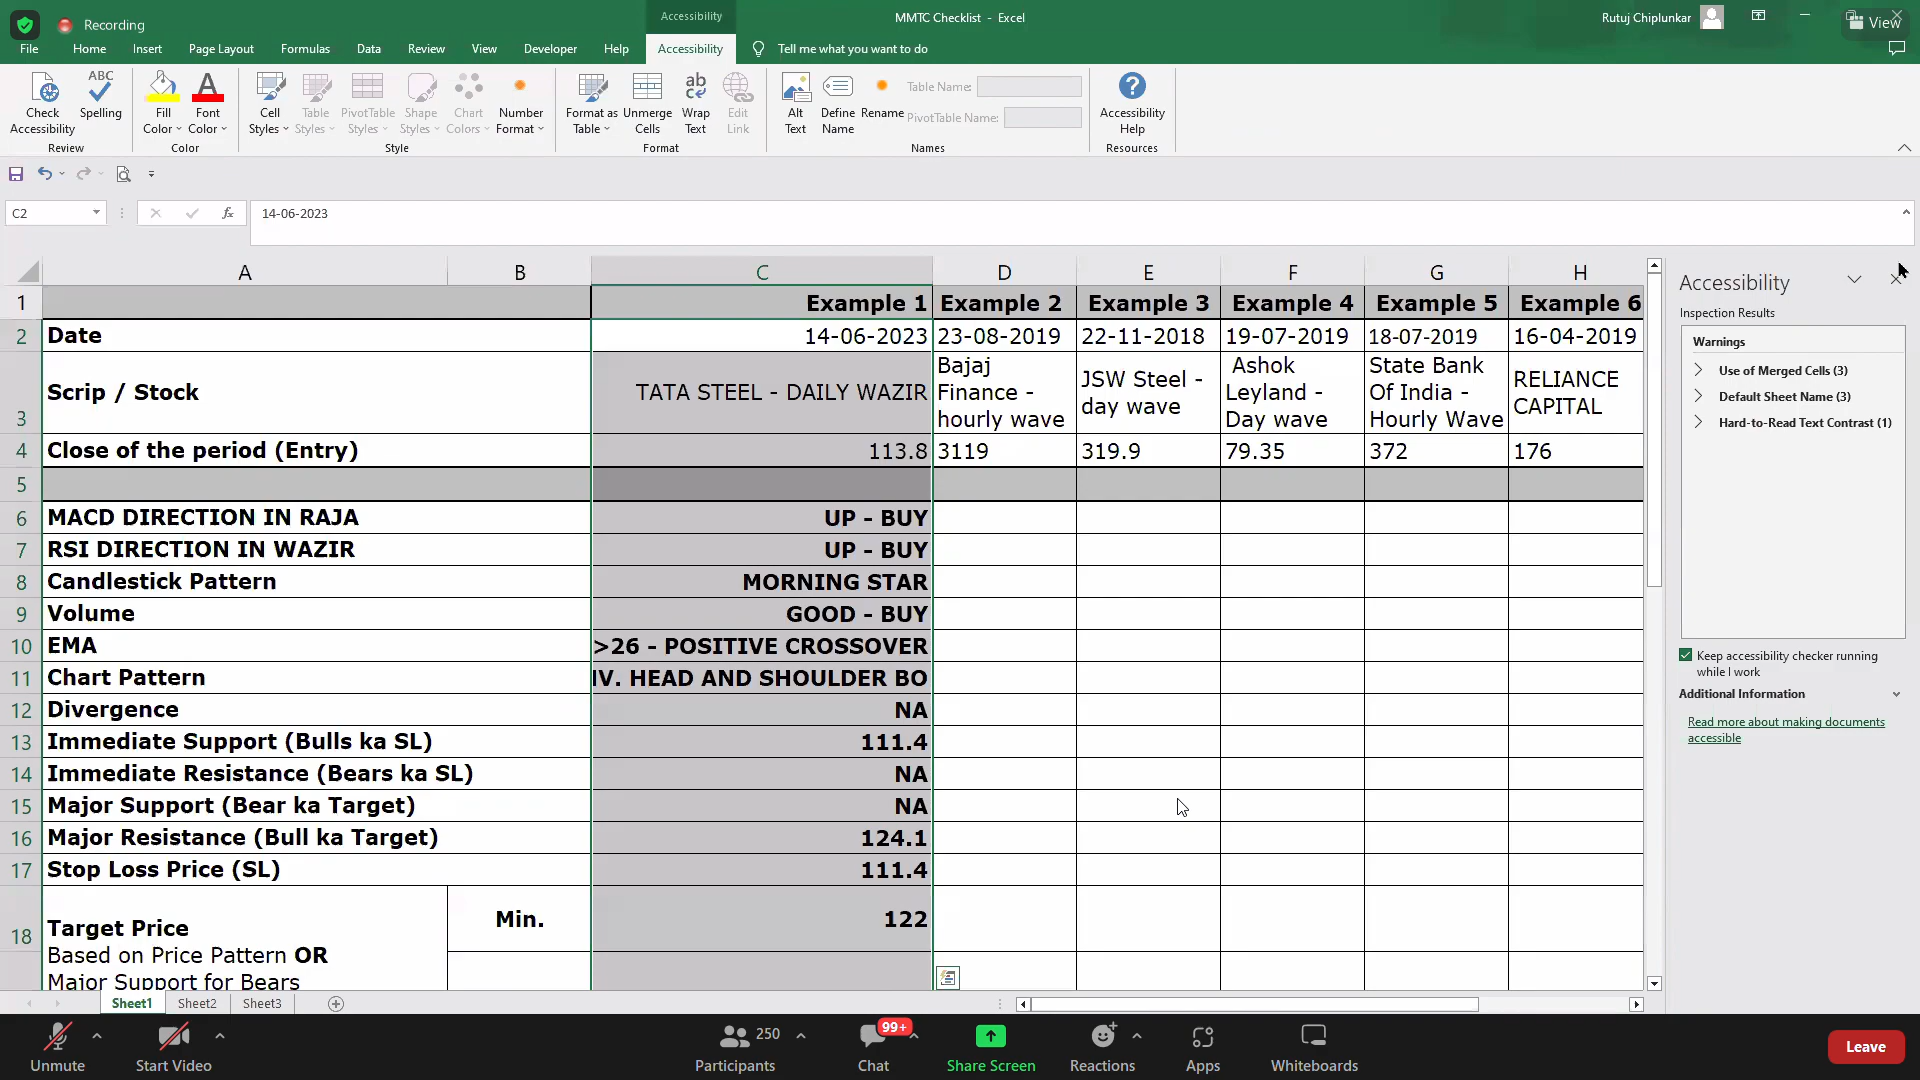 Recording
Accessibility
MMTC Checklist - Excel
Rutuj Chiplunkar
View
File
Home
Insert
Page Layout
Formulas
Data
Review
View
Developer
Help
Accessibility
Tell me what you want to do
Check Accessibility
ABC
Spelling
Review
Fill Color
Font Color
Color
Cell Styles
Table Styles
PivotTable Styles
Shape Styles
Chart Colors
Number Format
Style
Format as Table
Unmerge Cells
Wrap Text
Edit Link
Format
Alt Text
Define Name
Rename
Table Name:
PivotTable Name:
Names
Accessibility Help
Resources
C2
fx
14-06-2023
A B C D E F G H
1 Example 1 Example 2 Example 3 Example 4 Example 5 Example 6
2 Date 14-06-2023 23-08-2019 22-11-2018 19-07-2019 18-07-2019 16-04-2019
3 Scrip / Stock TATA STEEL - DAILY WAZIR Bajaj Finance - hourly wave JSW Steel - day wave Ashok Leyland - Day wave State Bank Of India - Hourly Wave RELIANCE CAPITAL
4 Close of the period (Entry) 113.8 3119 319.9 79.35 372 176
5
6 MACD DIRECTION IN RAJA UP - BUY
7 RSI DIRECTION IN WAZIR UP - BUY
8 Candlestick Pattern MORNING STAR
9 Volume GOOD - BUY
10 EMA >26 - POSITIVE CROSSOVER
11 Chart Pattern IV. HEAD AND SHOULDER BO
12 Divergence NA
13 Immediate Support (Bulls ka SL) 111.4
14 Immediate Resistance (Bears ka SL) NA
15 Major Support (Bear ka Target) NA
16 Major Resistance (Bull ka Target) 124.1
17 Stop Loss Price (SL) 111.4
18 Target Price Min. 122
Based on Price Pattern OR
Major Support for Bears
Accessibility
Inspection Results
Warnings
Use of Merged Cells (3)
Default Sheet Name (3)
Hard-to-Read Text Contrast (1)
Keep accessibility checker running
while I work
Additional Information
Read more about making documents
accessible
Sheet1
Sheet2
Sheet3
Unmute
Start Video
250
Participants
99+
Chat
Share Screen
Reactions
Apps
Whiteboards
Leave